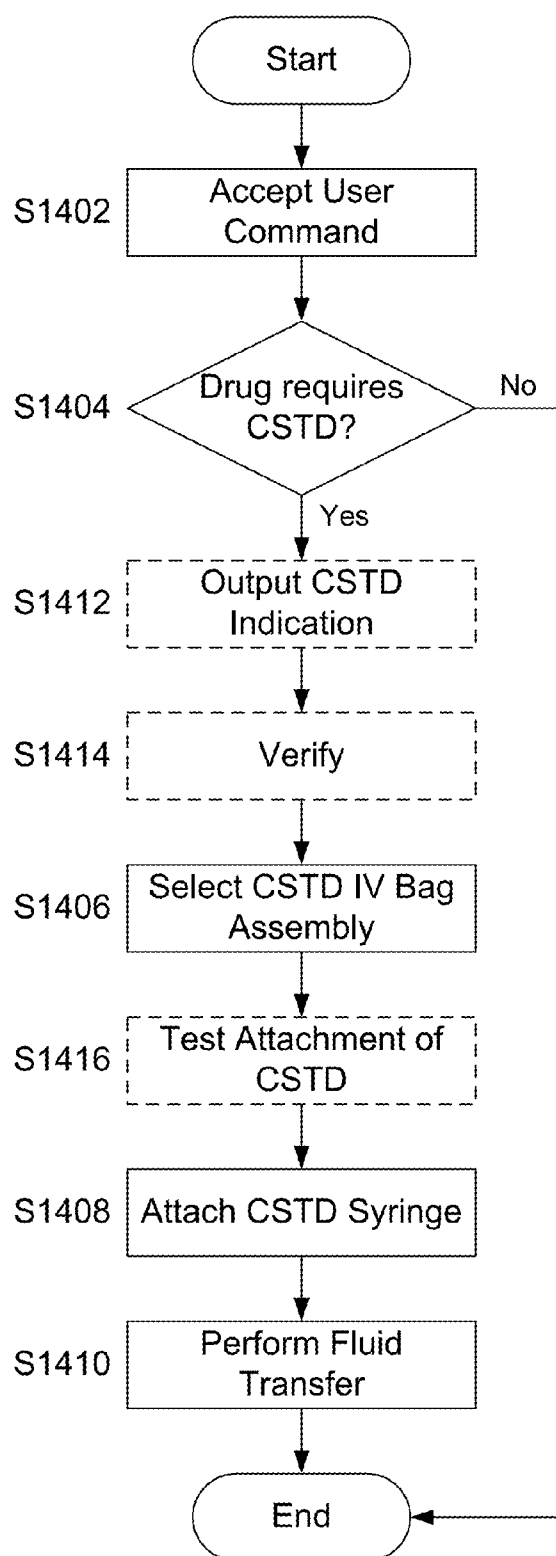 Start
S1402
Accept User
Command
S1404
Drug requires
CSTD?
No
Yes
S1412
Output CSTD
Indication
S1414
Verify
S1406
Select CSTD IV Bag
Assembly
S1416
Test Attachment of
CSTD
S1408
Attach CSTD Syringe
S1410
Perform Fluid
Transfer
End